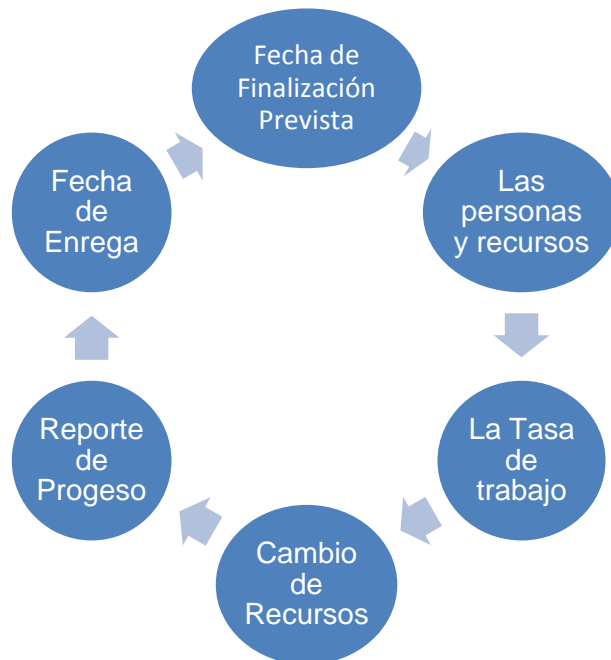 Fecha de
Finalización
Prevista
Las
personas
y recursos
La Tasa
de
trabajo
Cambio
de
Recursos
Reporte
de
Progeso
Fecha
de
Enrega